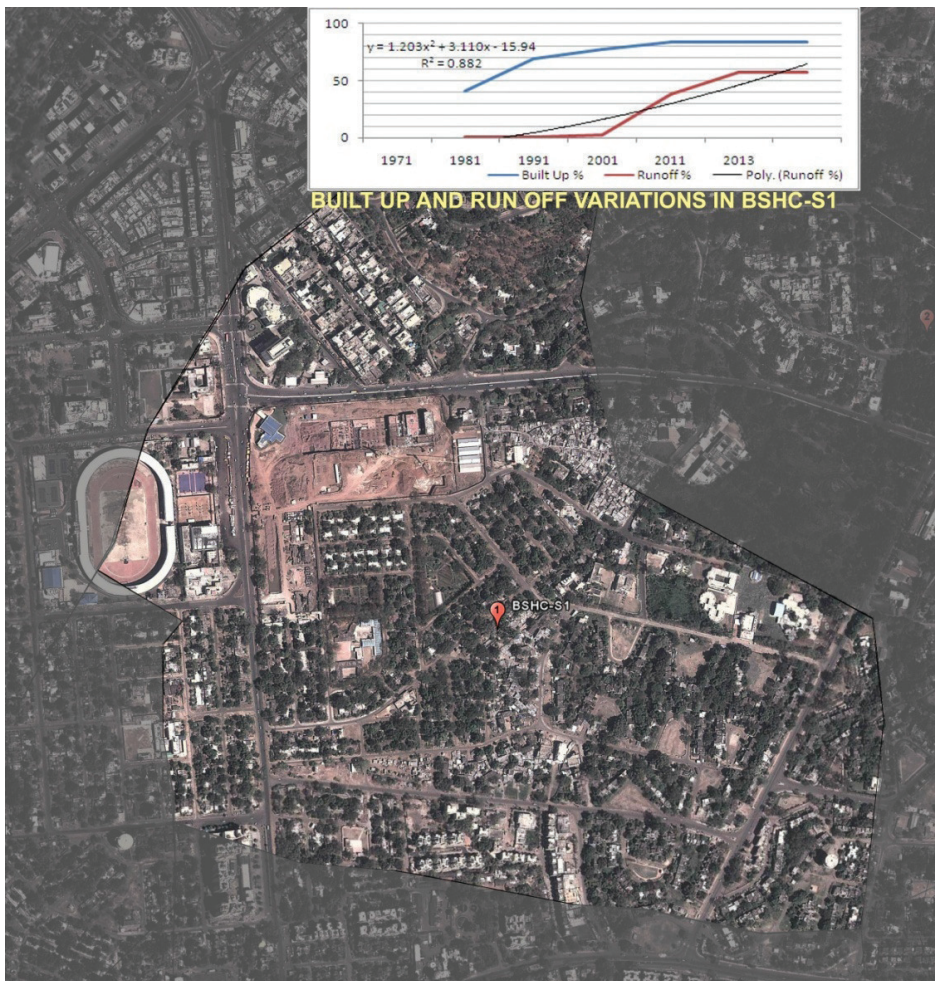 100
y = 1.203x² + 3.110x - 15.94
R² = 0.882
50
0
1971 1981 1991 2001 2011 2013
Built Up % Runoff% Poly. (Runoff %)
BUILT UP AND RUN OFF VARIATIONS IN BSHC-S1
2
1 BSHC-S1